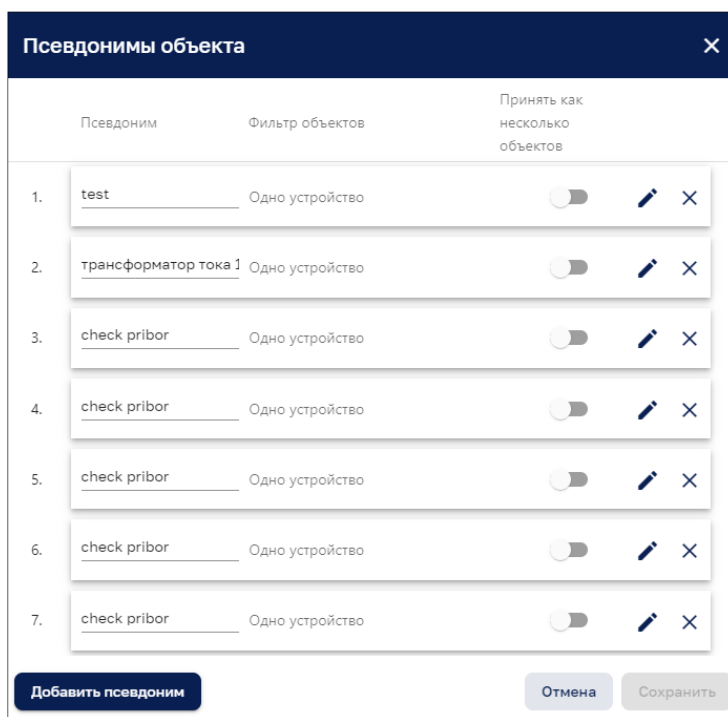 Псевдонимы объекта
Псевдоним Фильтр объектов Принять как
несколько
объектов
1. test Одно устройство
2. трансформатор тока 1 Одно устройство
3. check pribor Одно устройство
4. check pribor Одно устройство
5. check pribor Одно устройство
6. check pribor Одно устройство
7. check pribor Одно устройство
Добавить псевдоним Отмена Сохранить